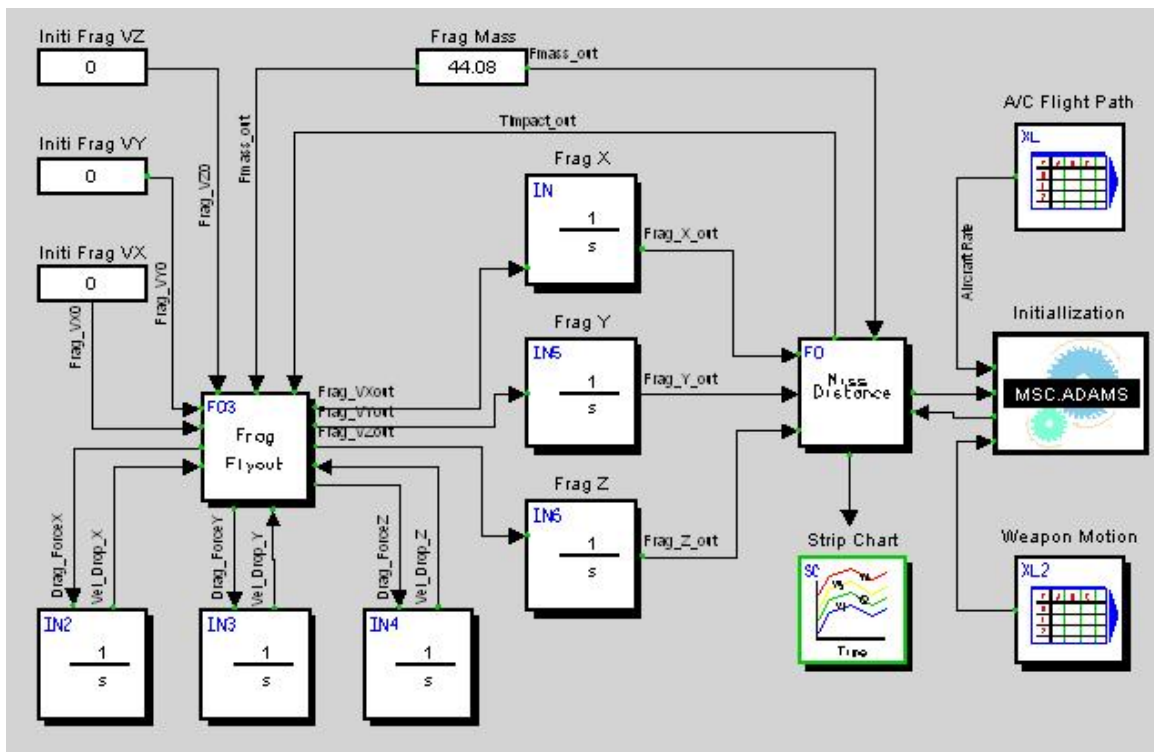 Initi Frag VZ
0
Frag Mass
44.08
Fmass_out
A/C Flight Path
XL
Initi Frag VY
0
TImpact_out
Frag X
IN
1
s
Frag_X_out
Fmass_out
Frag_VZ0
Initi Frag VX
0
Frag_VY0
Frag_VX0
Aircraft Rate
Initiallization
MSC.ADAMS
Frag Y
IN5
1
s
Frag_Y_out
FO
Miss
Distance
FO3
Frag
Flyout
Frag_VXout
Frag_VYout
Frag_VZout
Frag Z
IN6
1
s
Frag_Z_out
Strip Chart
SC
Time
Weapon Motion
XL2
Drag_ForceX
Vel_Drop_X
Drag_ForceY
Vel_Drop_Y
Drag_ForceZ
Vel_Drop_Z
IN2
1
s
IN3
1
s
IN4
1
s